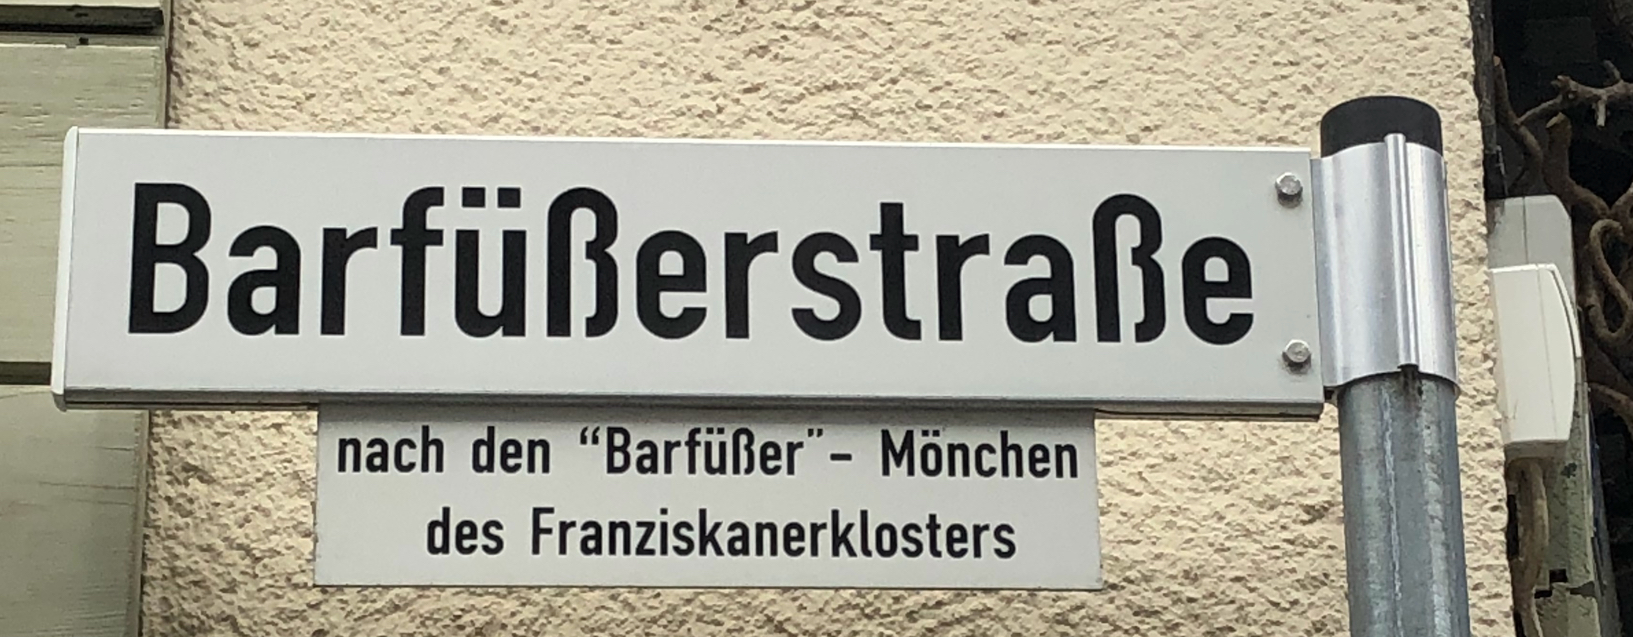 Barfüßerstraße
nach den “Barfüßer” – Mönchen
des Franziskanerklosters